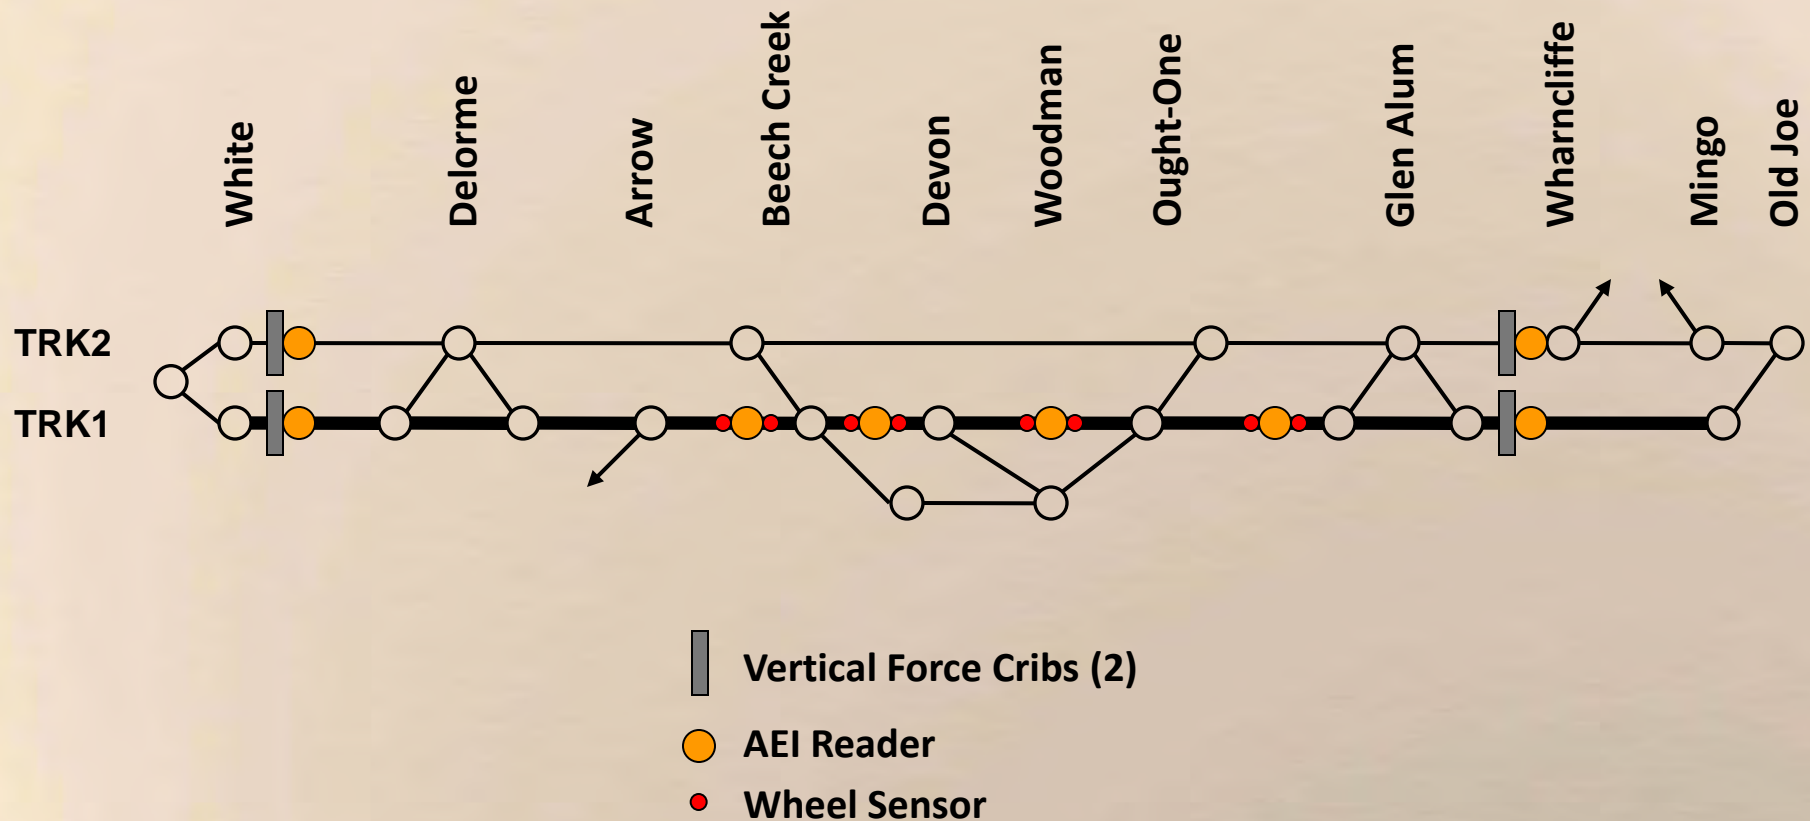 White
Delorme
Arrow
Beech Creek
Devon
Woodman
Ought-One
Glen Alum
Wharncliffe
Mingo
Old Joe
TRK2
TRK1
Vertical Force Cribs (2)
AEI Reader
Wheel Sensor